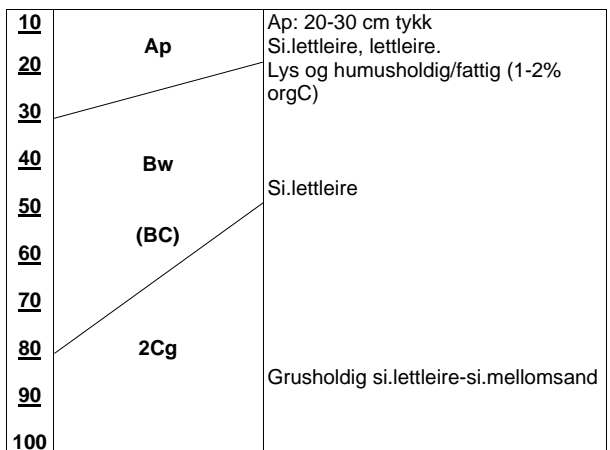 10
Ap
Ap: 20-30 cm tykk
Si.lettleire, lettleire.
20
Lys og humusholdig/fattig (1-2%
orgC)
30
40
Bw
Si.lettleire
50
(BC)
60
70
80
2Cg
Grusholdig si.lettleire-si.mellomsand
90
100